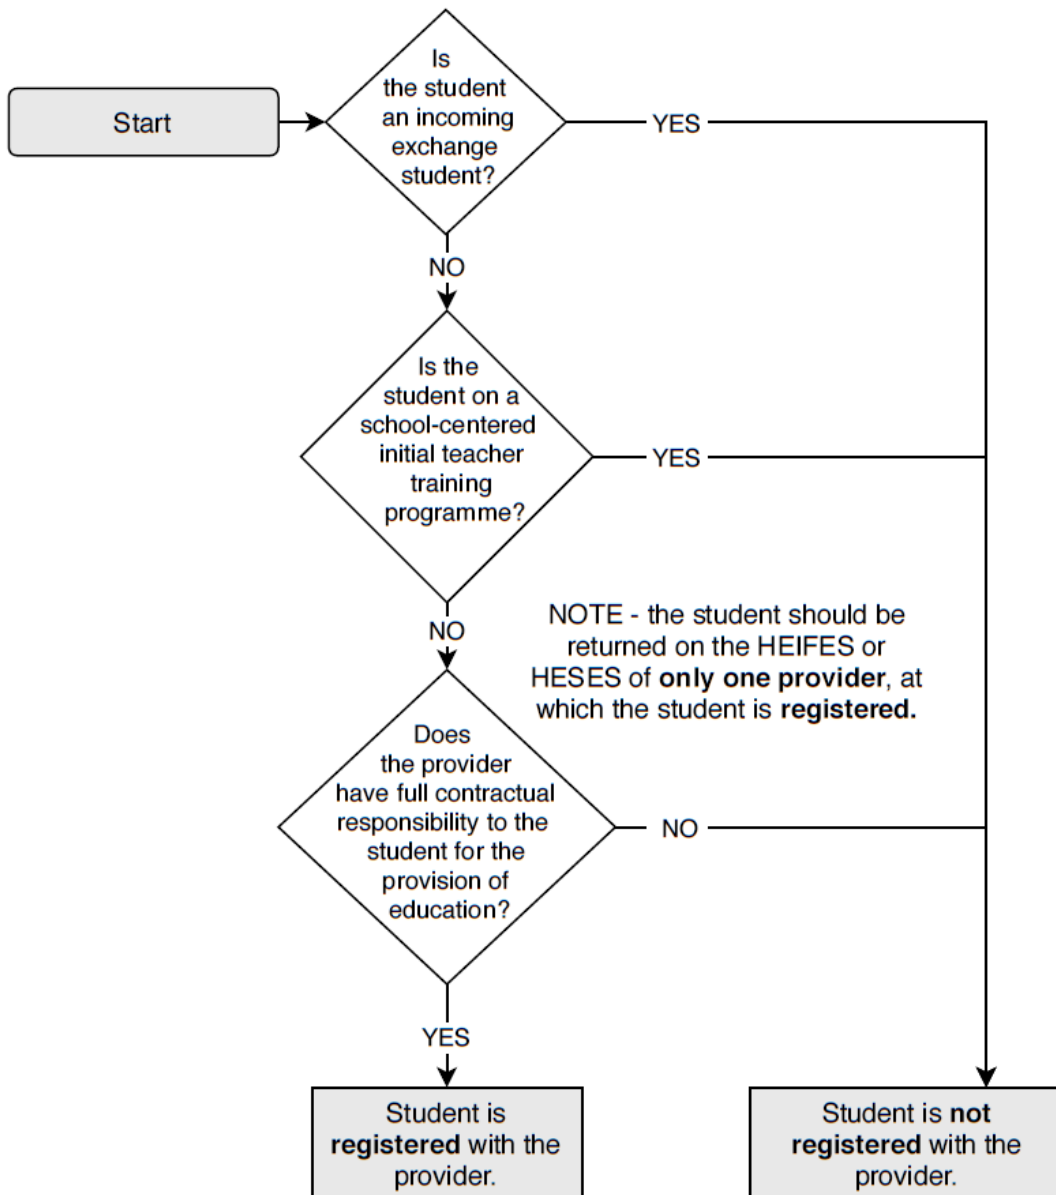 Is
the student
an incoming
exchange
student?
Start
YES
NO
Is the
student on a
school-centered
initial teacher
training
programme?
YES
NO
NOTE - the student should be
returned on the HEIFES or
HESES of only one provider, at
which the student is registered.
Does
the provider
have full contractual
responsibility to the
student for the
provision of
education?
NO
YES
Student is
registered with the
provider.
Student is not
registered with the
provider.